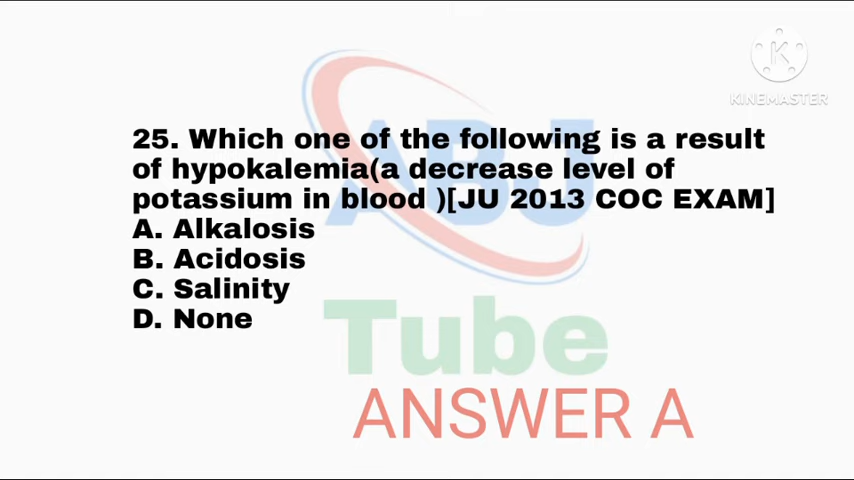 KINEMASTER
25. Which one of the following is a result
of hypokalemia(a decrease level of
potassium in blood )[JU 2013 COC EXAM]
A. Alkalosis
B. Acidosis
C. Salinity
D. None
ABJ
Tube
ANSWER A